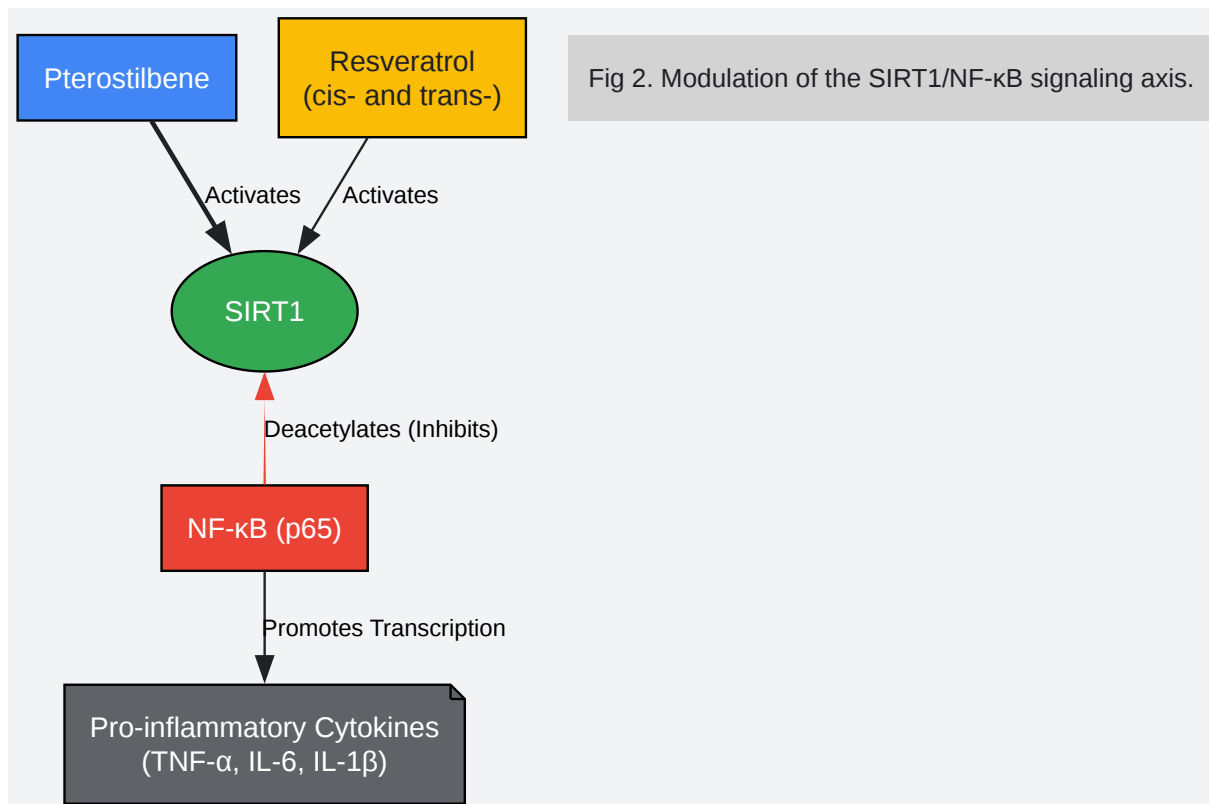 Pterostilbene
Resveratrol
(cis- and trans-)
Fig 2. Modulation of the SIRT1/NF-κB signaling axis.
Activates
Activates
SIRT1
Deacetylates (Inhibits)
NF-κB (p65)
Promotes Transcription
Pro-inflammatory Cytokines
(TNF-α, IL-6, IL-1β)